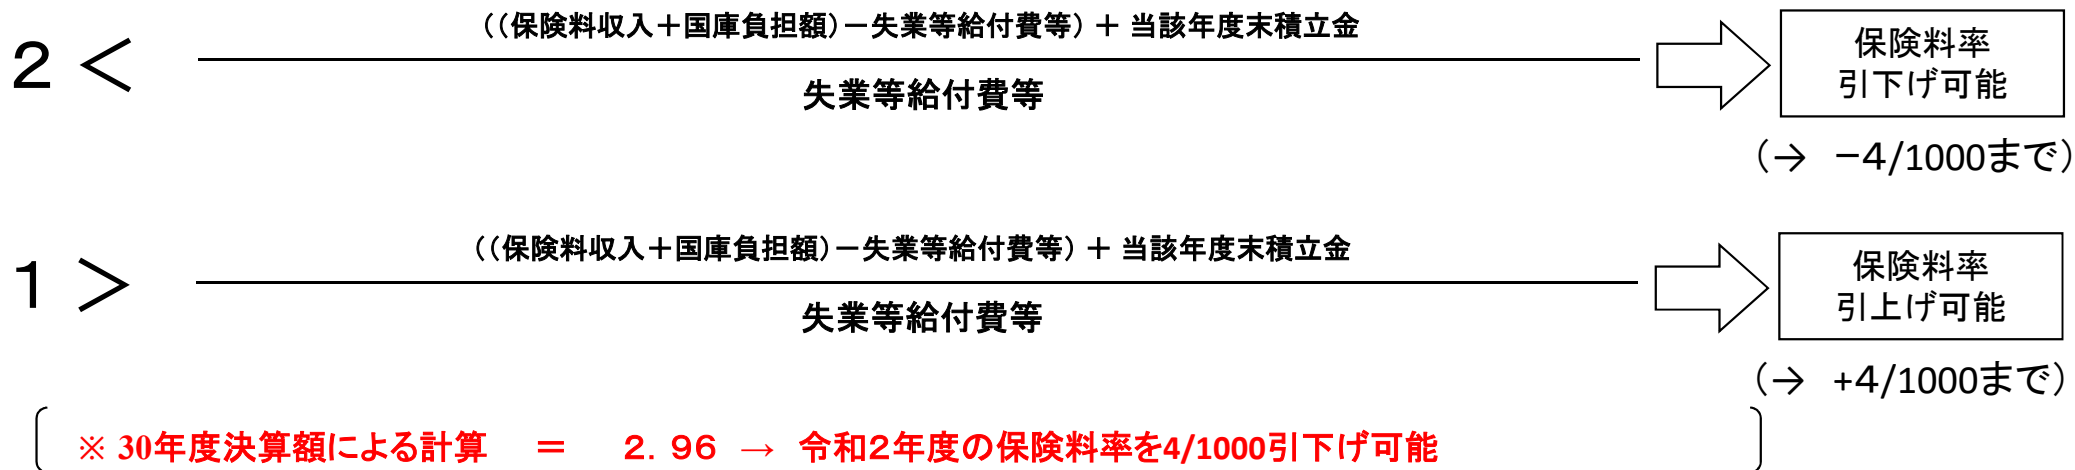 ((保険料収入＋国庫負担額)－失業等給付費等) ＋ 当該年度末積立金
２＜
失業等給付費等
保険料率
引下げ可能
（→ －４/1000まで）
((保険料収入＋国庫負担額)－失業等給付費等) ＋ 当該年度末積立金
１＞
失業等給付費等
保険料率
引上げ可能
（→ +４/1000まで）
※ 30年度決算額による計算 ＝ ２．９６ → 令和２年度の保険料率を4/1000引下げ可能